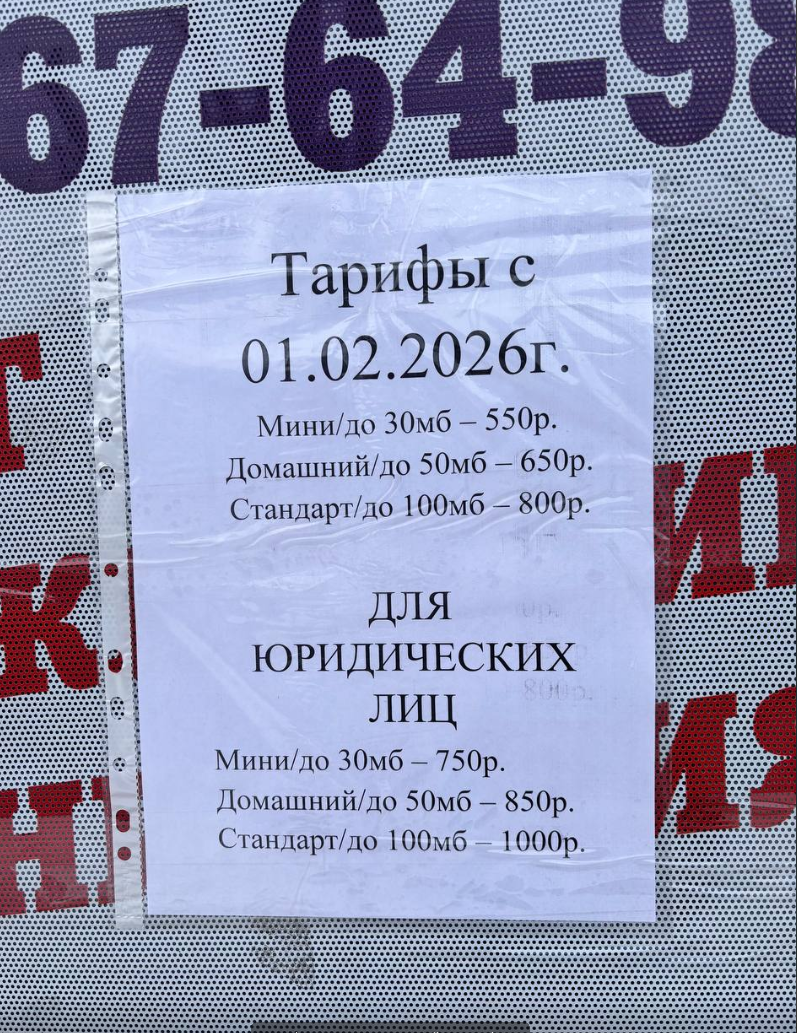 67-64-98
Тарифы с
01.02.2026г.
Мини/до 30мб – 550р.
Домашний/до 50мб – 650р.
Стандарт/до 100мб – 800р.
ДЛЯ
ЮРИДИЧЕСКИХ
ЛИЦ
Мини/до 30мб – 750р.
Домашний/до 50мб – 850р.
Стандарт/до 100мб – 1000р.